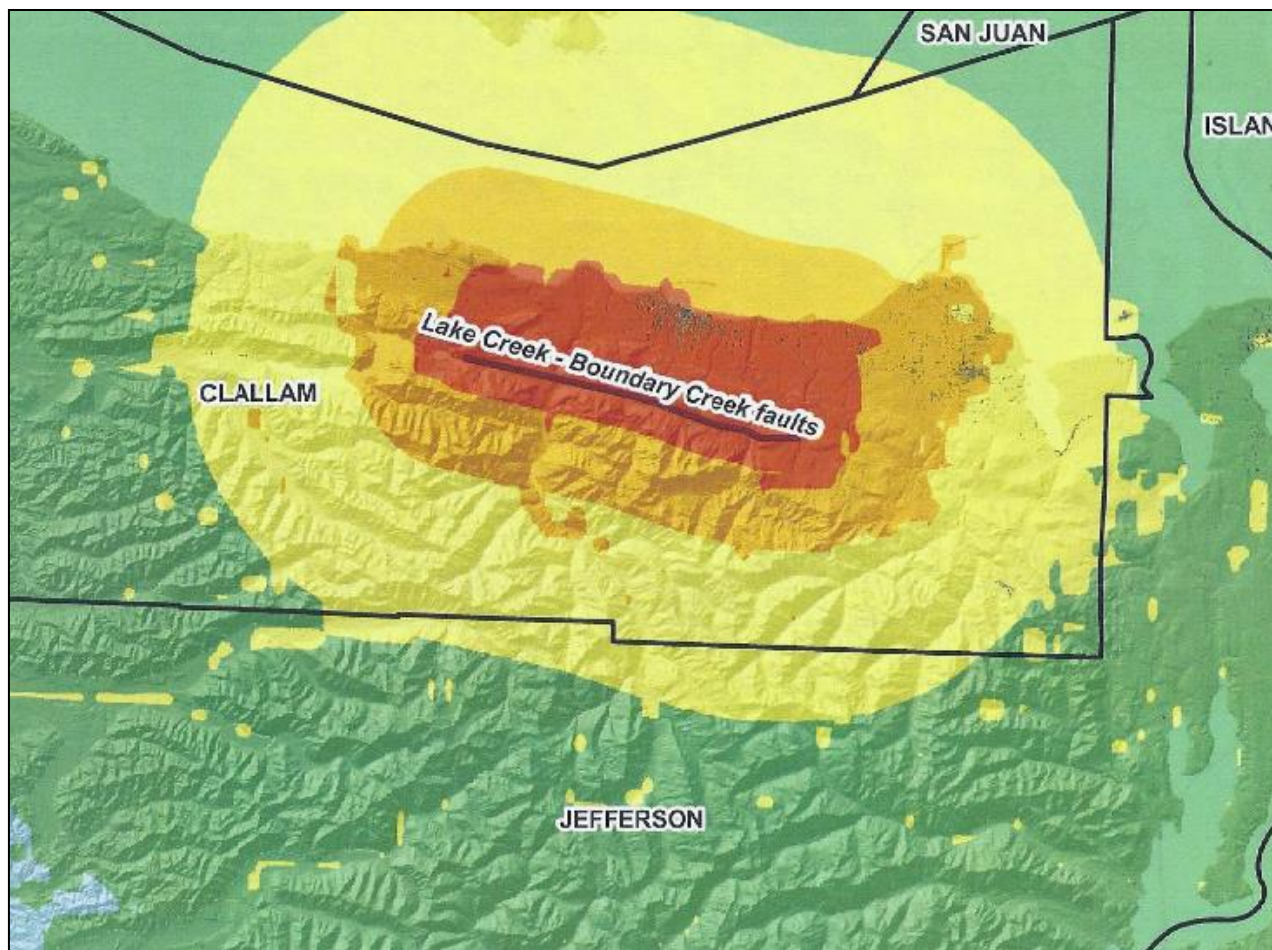 SAN JUAN
ISLAN
Lake Creek - Boundary Creek faults
CLALLAM
JEFFERSON